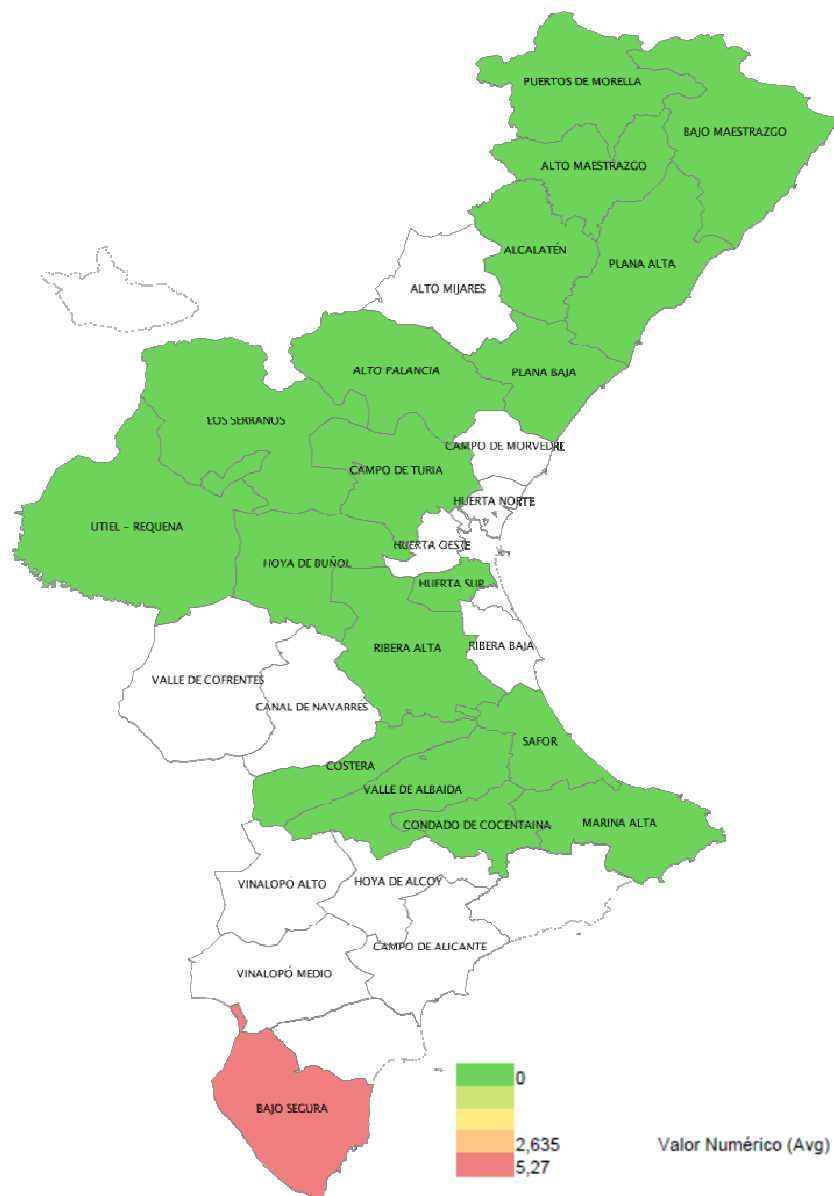 PUERTOS DE MORELLA
BAJO MAESTRAZGO
ALTO MAESTRAZGO
ALCALATÉN
PLANA ALTA
ALTO MIJARES
ALTO PALANCIA
PLANA BAJA
LOS SERRANOS
CAMPO DE MORVEDRE
CAMPO DE TURIA
HUERTA NORTE
UTIEL - REQUENA
HUERTA OESTE
HOYA DE BUÑOL
HUERTA SUR
RIBERA ALTA
RIBERA BAJA
VALLE DE COFRENTES
CANAL DE NAVARRÉS
SAFOR
COSTERA
VALLE DE ALBAIDA
CONDADO DE COCENTAINA
MARINA ALTA
VINALOPÓ ALTO
HOYA DE ALCOY
CAMPO DE ALICANTE
VINALOPÓ MEDIO
BAJO SEGURA
0
2,635
5,27
Valor Numérico (Avg)